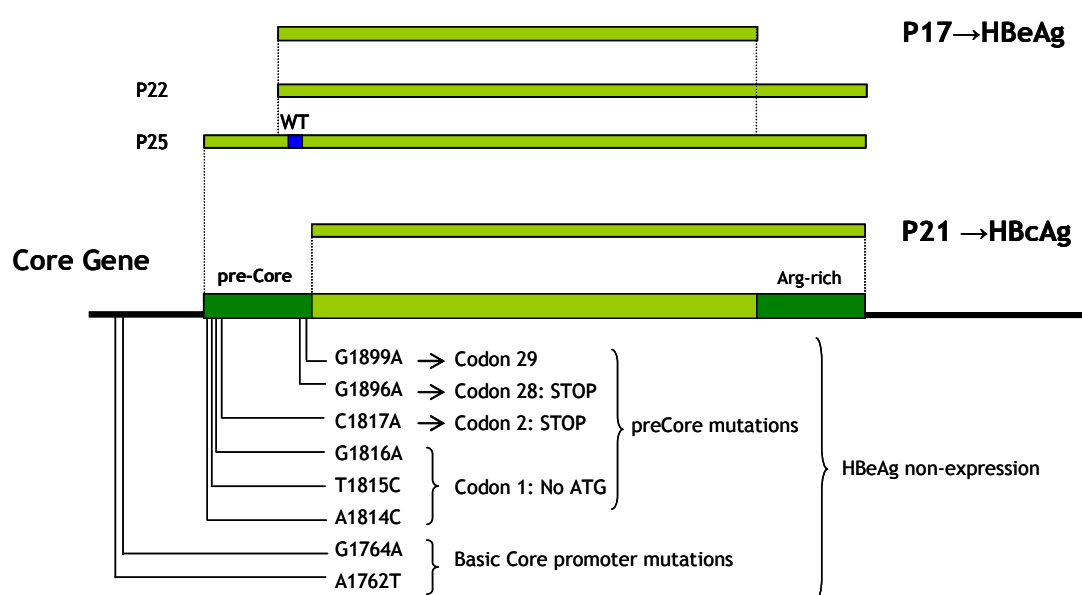 P17→HBeAg
P22
WT
P25
P21 →HBcAg
Core Gene
pre-Core
Arg-rich
G1899A → Codon 29
G1896A → Codon 28: STOP
C1817A → Codon 2: STOP
preCore mutations
G1816A
T1815C
Codon 1: No ATG
A1814C
HBeAg non-expression
G1764A
Basic Core promoter mutations
A1762T